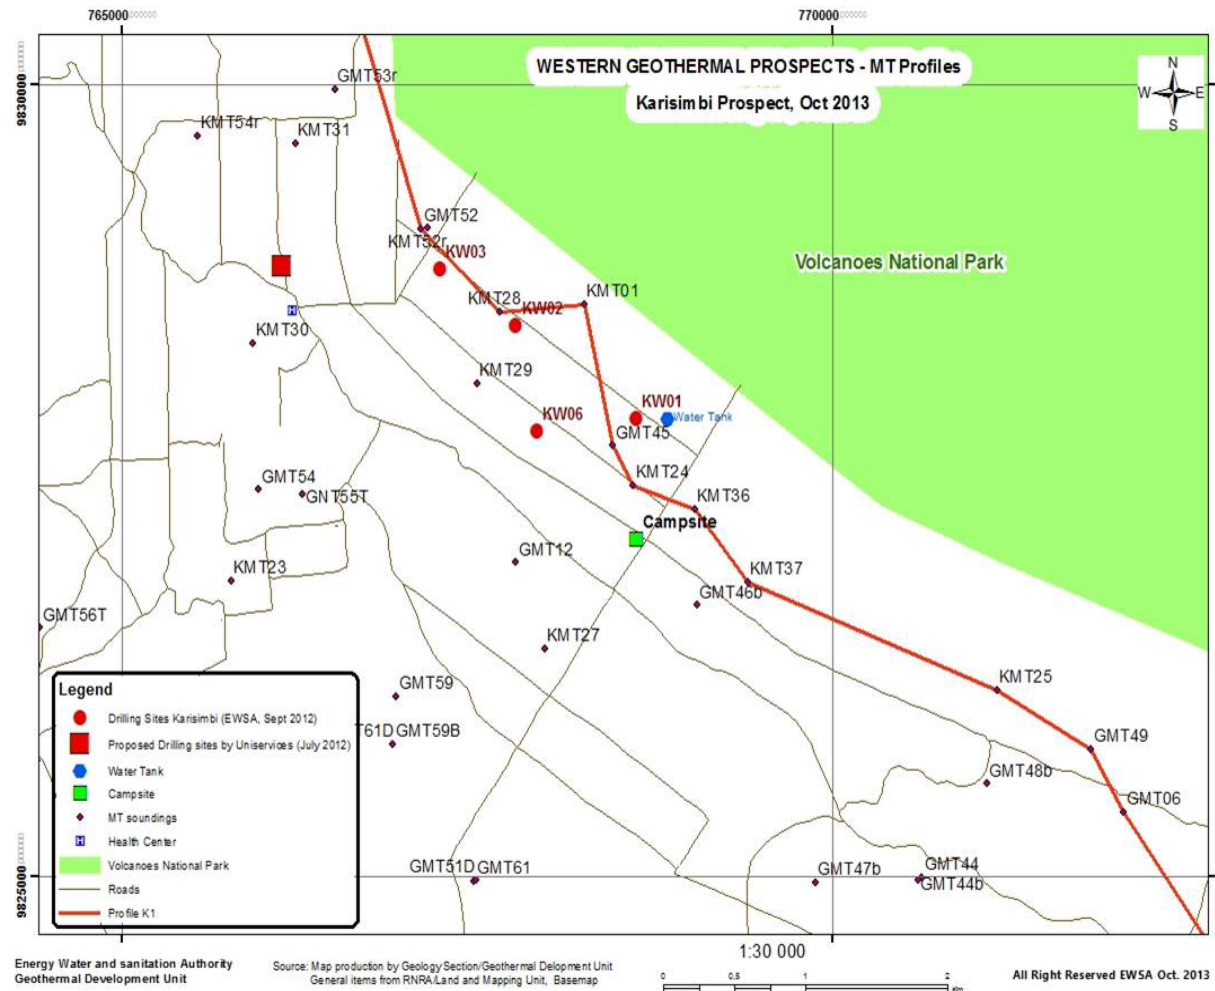 765000
770000
9830000
WESTERN GEOTHERMAL PROSPECTS - MT Profiles
Karisimbi Prospect, Oct 2013
N
W E
S
GMT53r
KMT54r
KMT31
GMT52
KMT52r
KW03
Volcanoes National Park
KMT28
KW02
KMT01
KMT30
H
KMT29
KW06
KW01
Water Tank
GMT45
KMT24
KMT36
GMT54
GNT55T
Campsite
GMT12
KMT37
KMT23
GMT46b
GMT56T
KMT27
KMT25
GMT59
T61D GMT59B
GMT49
GMT48b
GMT06
GMT51D GMT61
GMT47b
GMT44
GMT44b
9825000
Legend
Drilling Sites Karisimbi (EWSA, Sept 2012)
Proposed Drilling sites by Uniservices (July 2012)
Water Tank
Campsite
MT soundings
H Health Center
Volcanoes National Park
Roads
Profile K1
1:30 000
Energy Water and sanitation Authority
Geothermal Development Unit
Source: Map production by Geology Section/Geothermal Delopment Unit
General items from RNRA/Land and Mapping Unit, Basemap
0 0.5 1 2
Km
All Right Reserved EWSA Oct. 2013